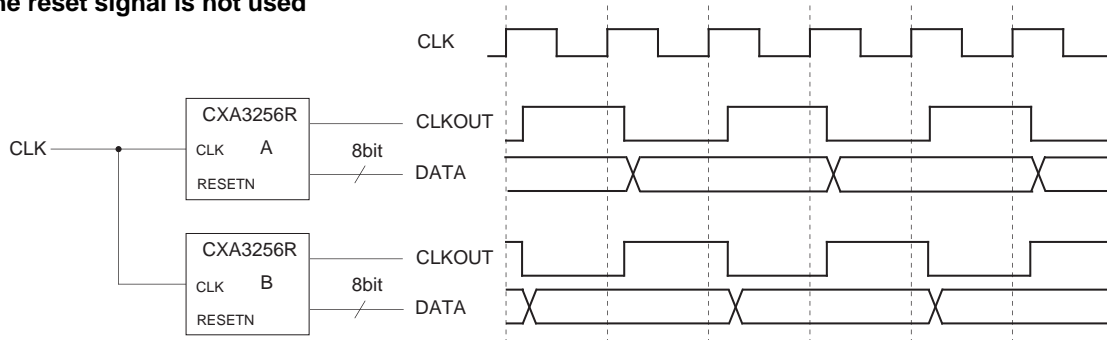 reset signal is not used
CLK
CXA3256R
CLK A
RESETN
CLK
8bit
CLKOUT
DATA
CXA3256R
CLK B
RESETN
8bit
CLKOUT
DATA